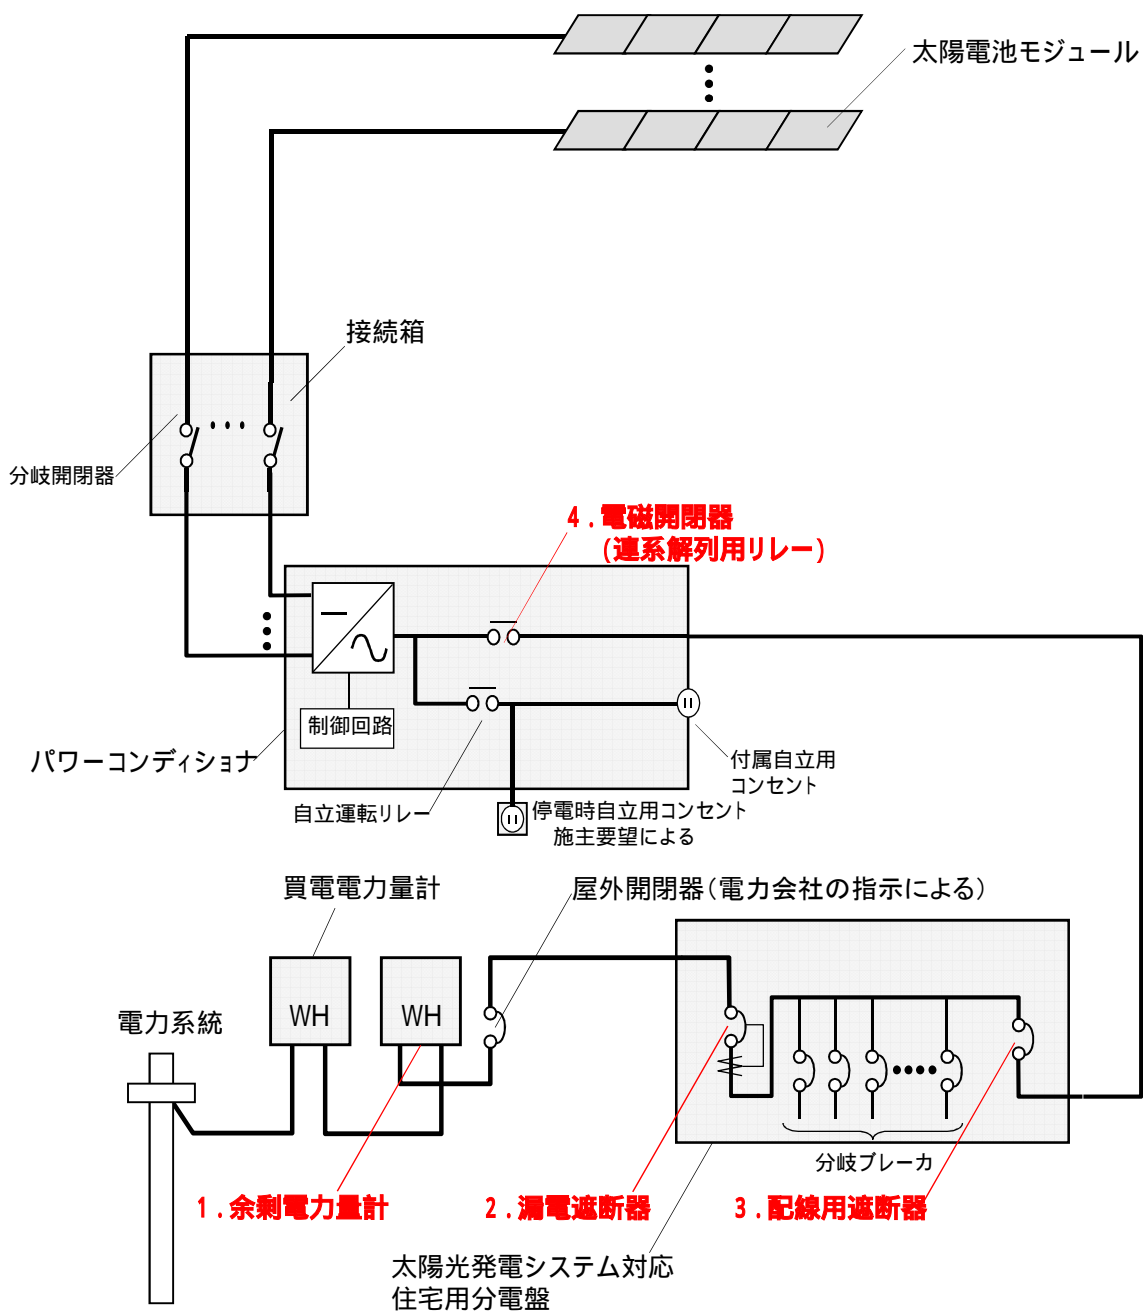 太陽電池モジュール
接続箱
分岐開閉器
4.電磁開閉器
(連系解列用リレー)
制御回路
パワーコンディショナ
付属自立用
コンセント
自立運転リレー
停電時自立用コンセント
施主要望による
買電電力量計
屋外開閉器(電力会社の指示による)
WH
WH
電力系統
分岐ブレーカ
1.余剰電力量計
2.漏電遮断器
3.配線用遮断器
太陽光発電システム対応
住宅用分電盤